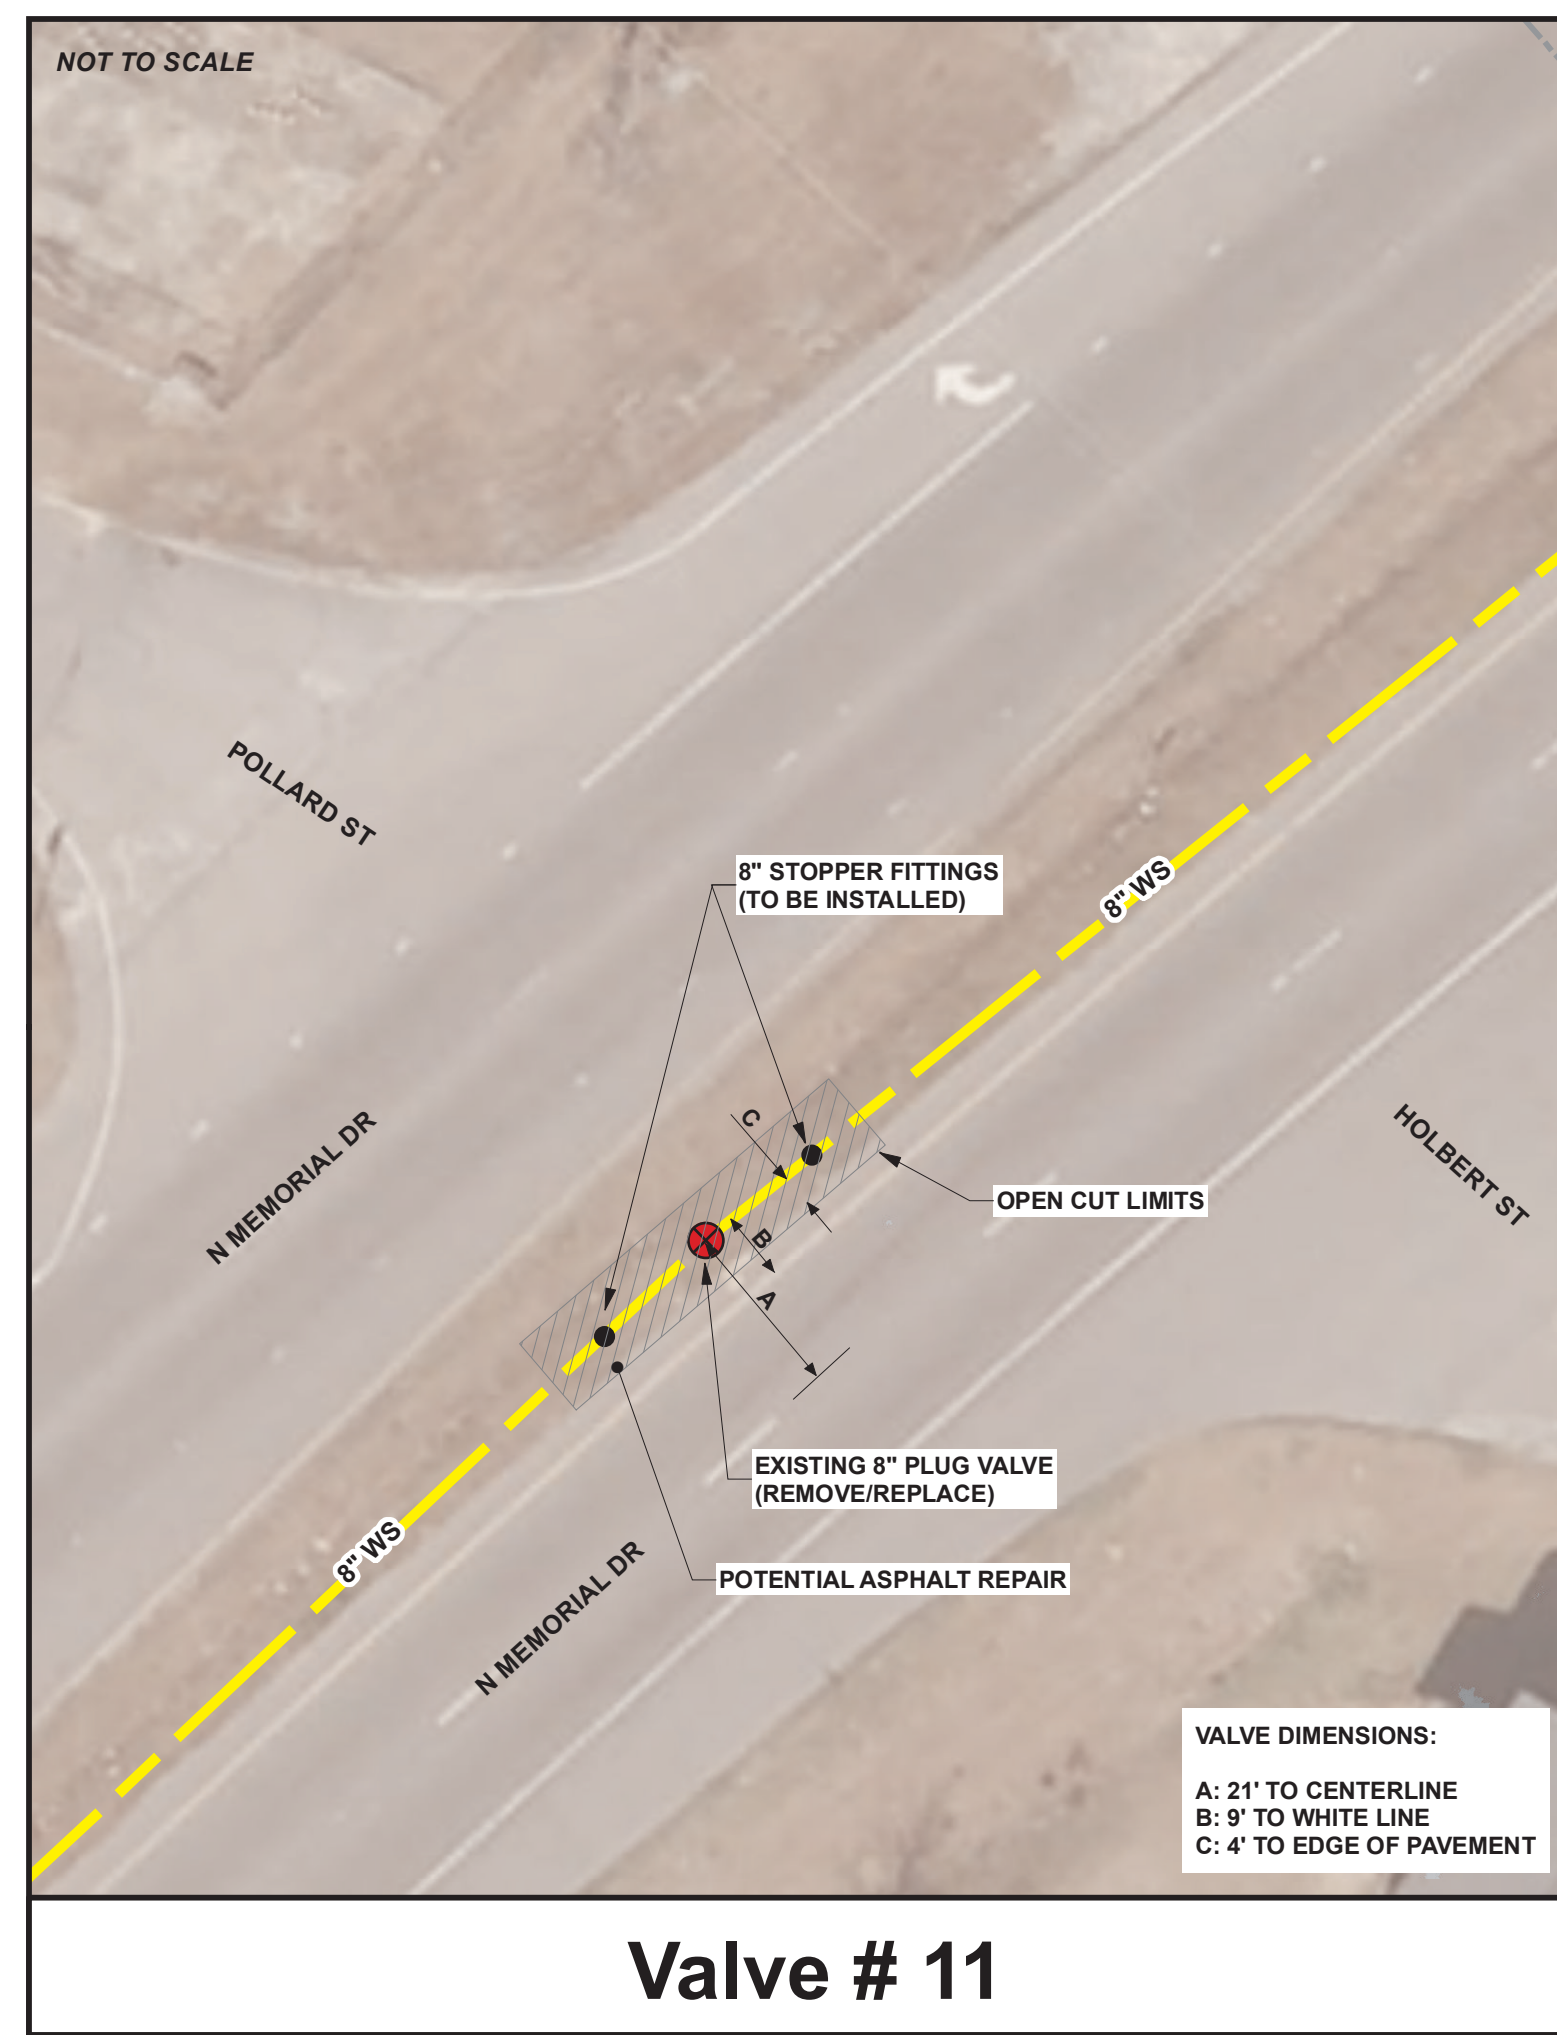 NOT TO SCALE
POLLARD ST
8" STOPPER FITTINGS
(TO BE INSTALLED)
8" WS
N MEMORIAL DR
C
HOLBERT ST
OPEN CUT LIMITS
B
A
EXISTING 8" PLUG VALVE
(REMOVE/REPLACE)
8" WS
POTENTIAL ASPHALT REPAIR
N MEMORIAL DR
VALVE DIMENSIONS:
A: 21' TO CENTERLINE
B: 9' TO WHITE LINE
C: 4' TO EDGE OF PAVEMENT
Valve # 11